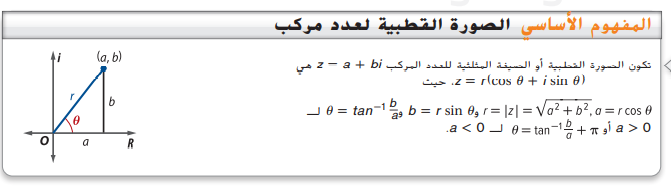 المفهوم الأساسي الصورة القطبية لعدد مركب
تكون الصورة القطبية أو الصيغة المثلثية للعدد المركب z = a + bi هي
z = r(cos θ + i sin θ). حيث
r = |z| = √a² + b², a = r cos θ و b = r sin θ و θ = tan⁻¹ b/a لـ
a > 0 أو θ = tan⁻¹ b/a + π لـ a < 0.
i
(a, b)
r
b
θ
O
a
R